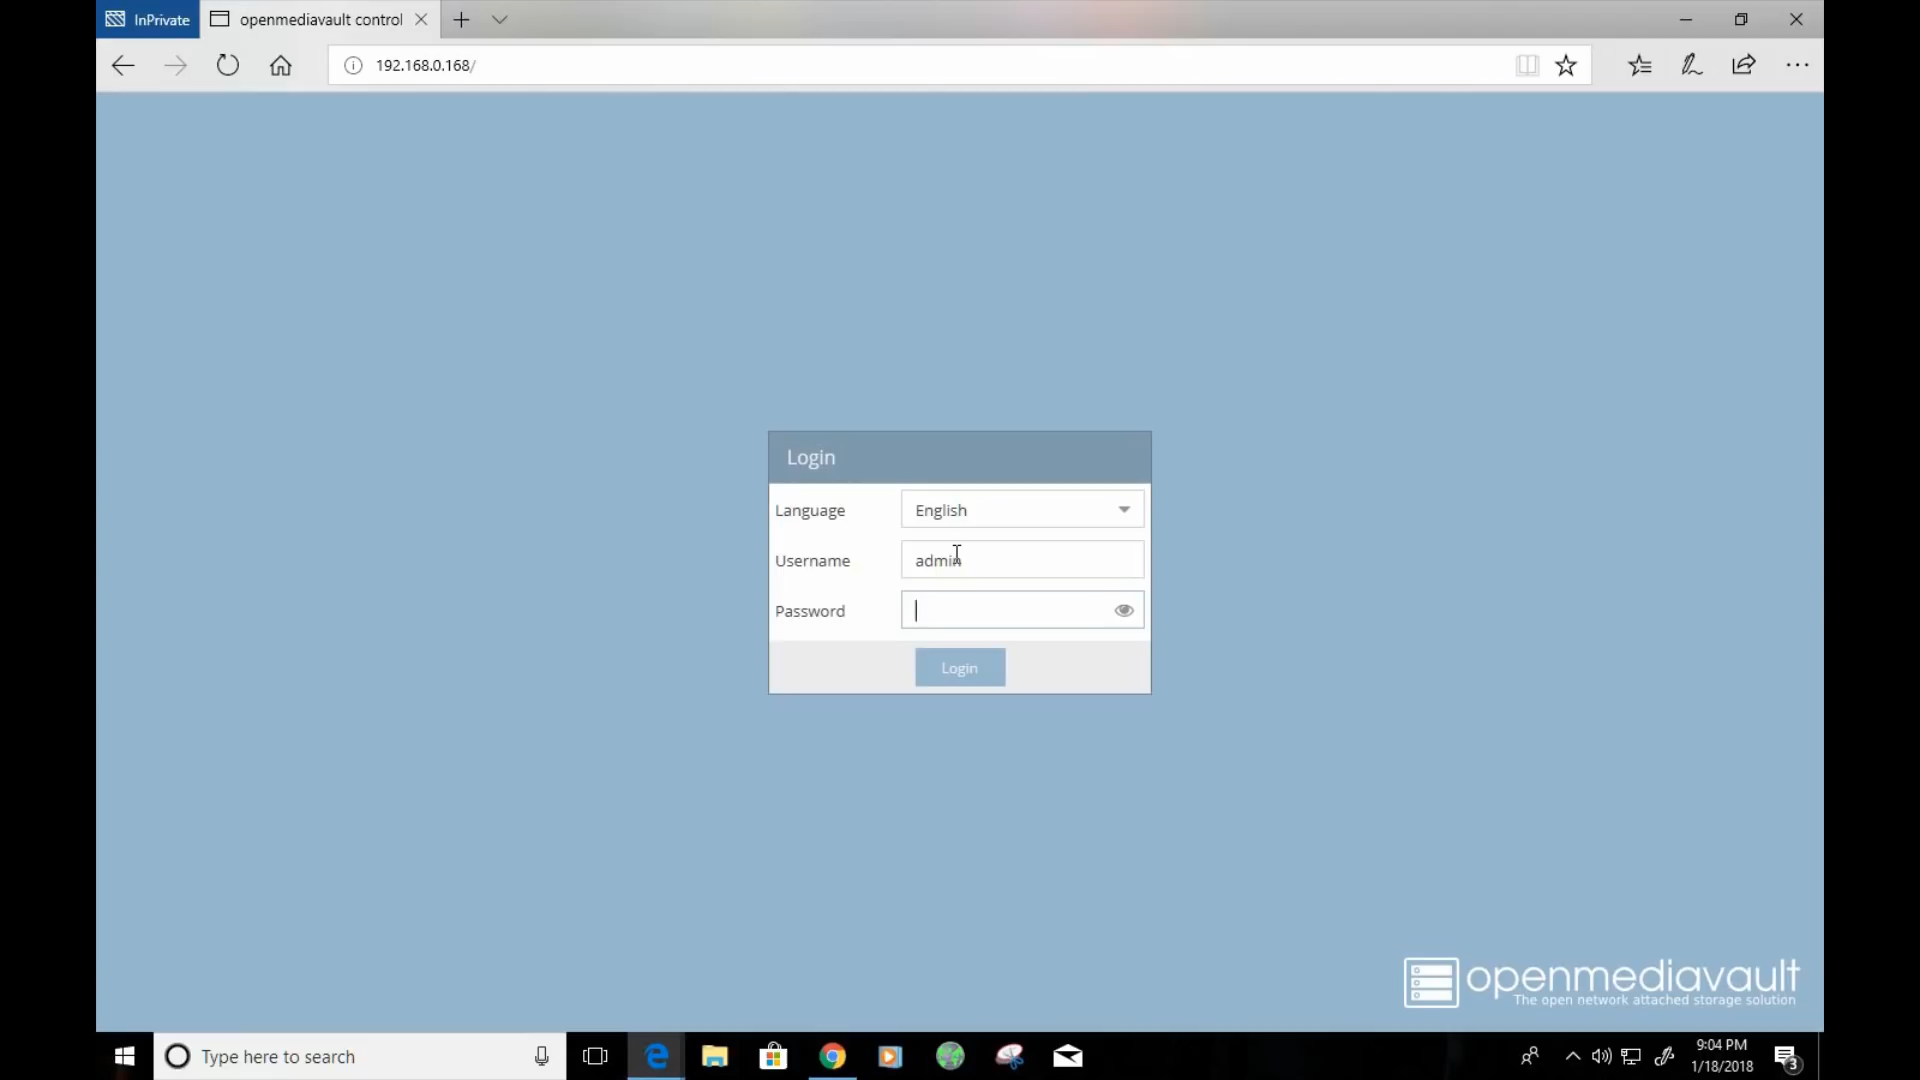 InPrivate
openmediavault control
192.168.0.168/
Login
Language
English
Username
admin
Password
Login
openmediavault
The open network attached storage solution
Type here to search
9:04 PM
1/18/2018
3